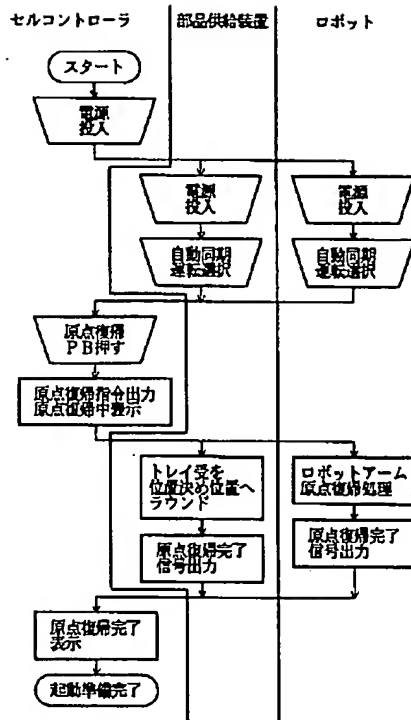 セルコントローラ
部品供給装置
ロボット
スタート
電源
投入
電源
投入
電源
投入
自動同期
運転選択
自動同期
運転選択
原点復帰
PB押す
原点復帰指令出力
原点復帰中表示
トレイ受を
位置決め位置へ
ラウンド
ロボットアーム
原点復帰処理
原点復帰完了
信号出力
原点復帰完了
信号出力
原点復帰完了
表示
起動準備完了